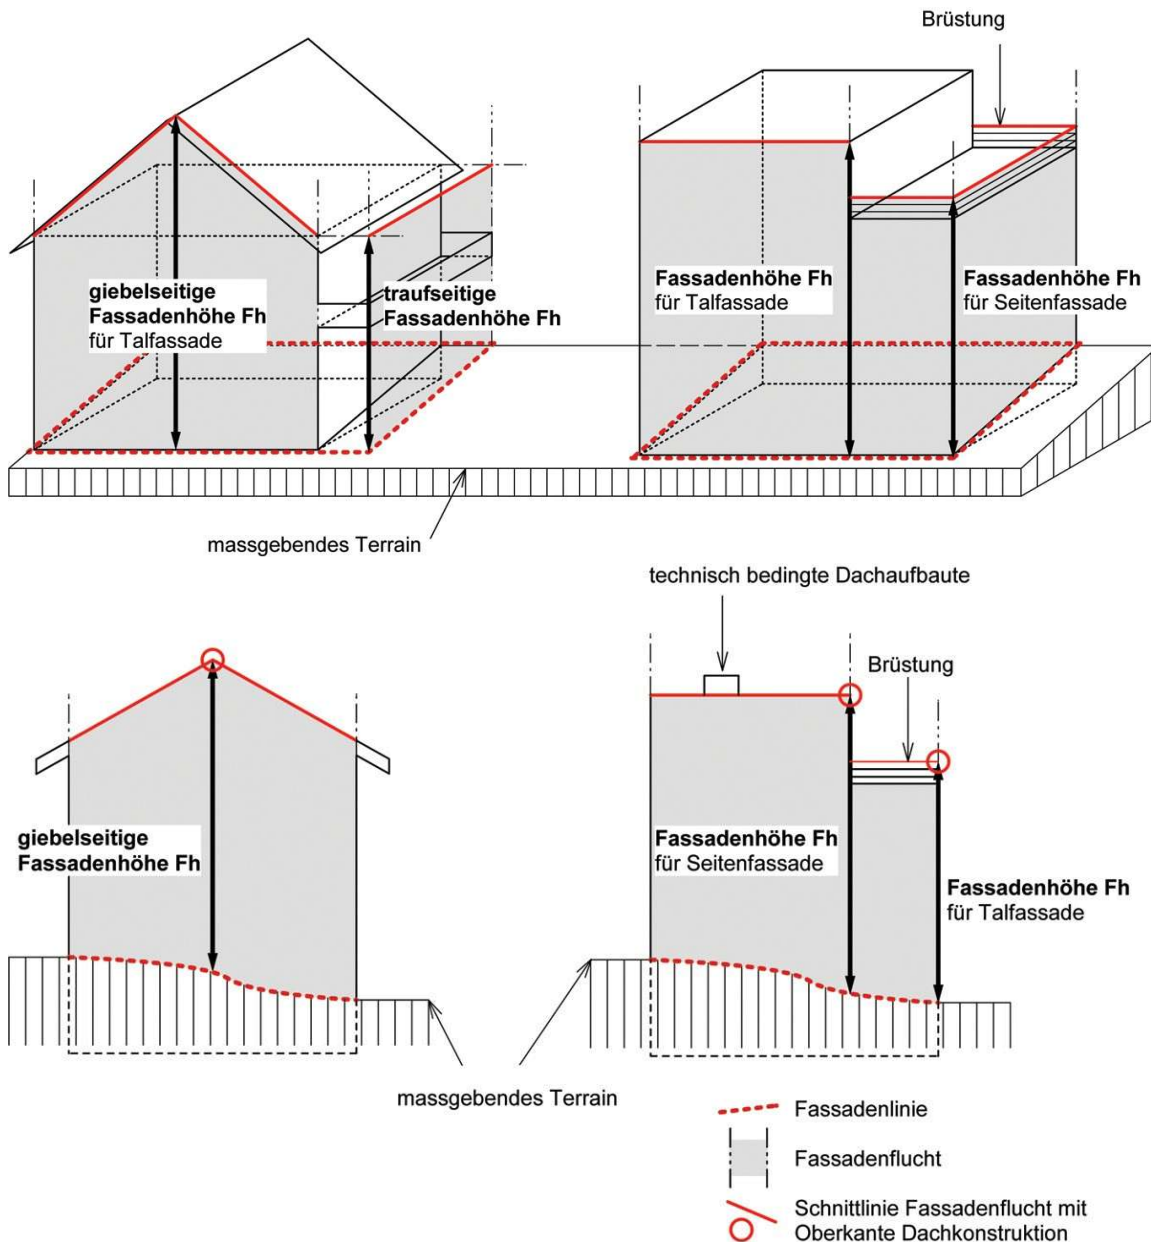 Brüstung
giebelseitige
Fassadenhöhe Fh
für Talfassade
traufseitige
Fassadenhöhe Fh
Fassadenhöhe Fh
für Talfassade
Fassadenhöhe Fh
für Seitenfassade
massgebendes Terrain
technisch bedingte Dachaufbaute
Brüstung
giebelseitige
Fassadenhöhe Fh
Fassadenhöhe Fh
für Seitenfassade
Fassadenhöhe Fh
für Talfassade
massgebendes Terrain
Fassadenlinie
Fassadenflucht
Schnittlinie Fassadenflucht mit
Oberkante Dachkonstruktion